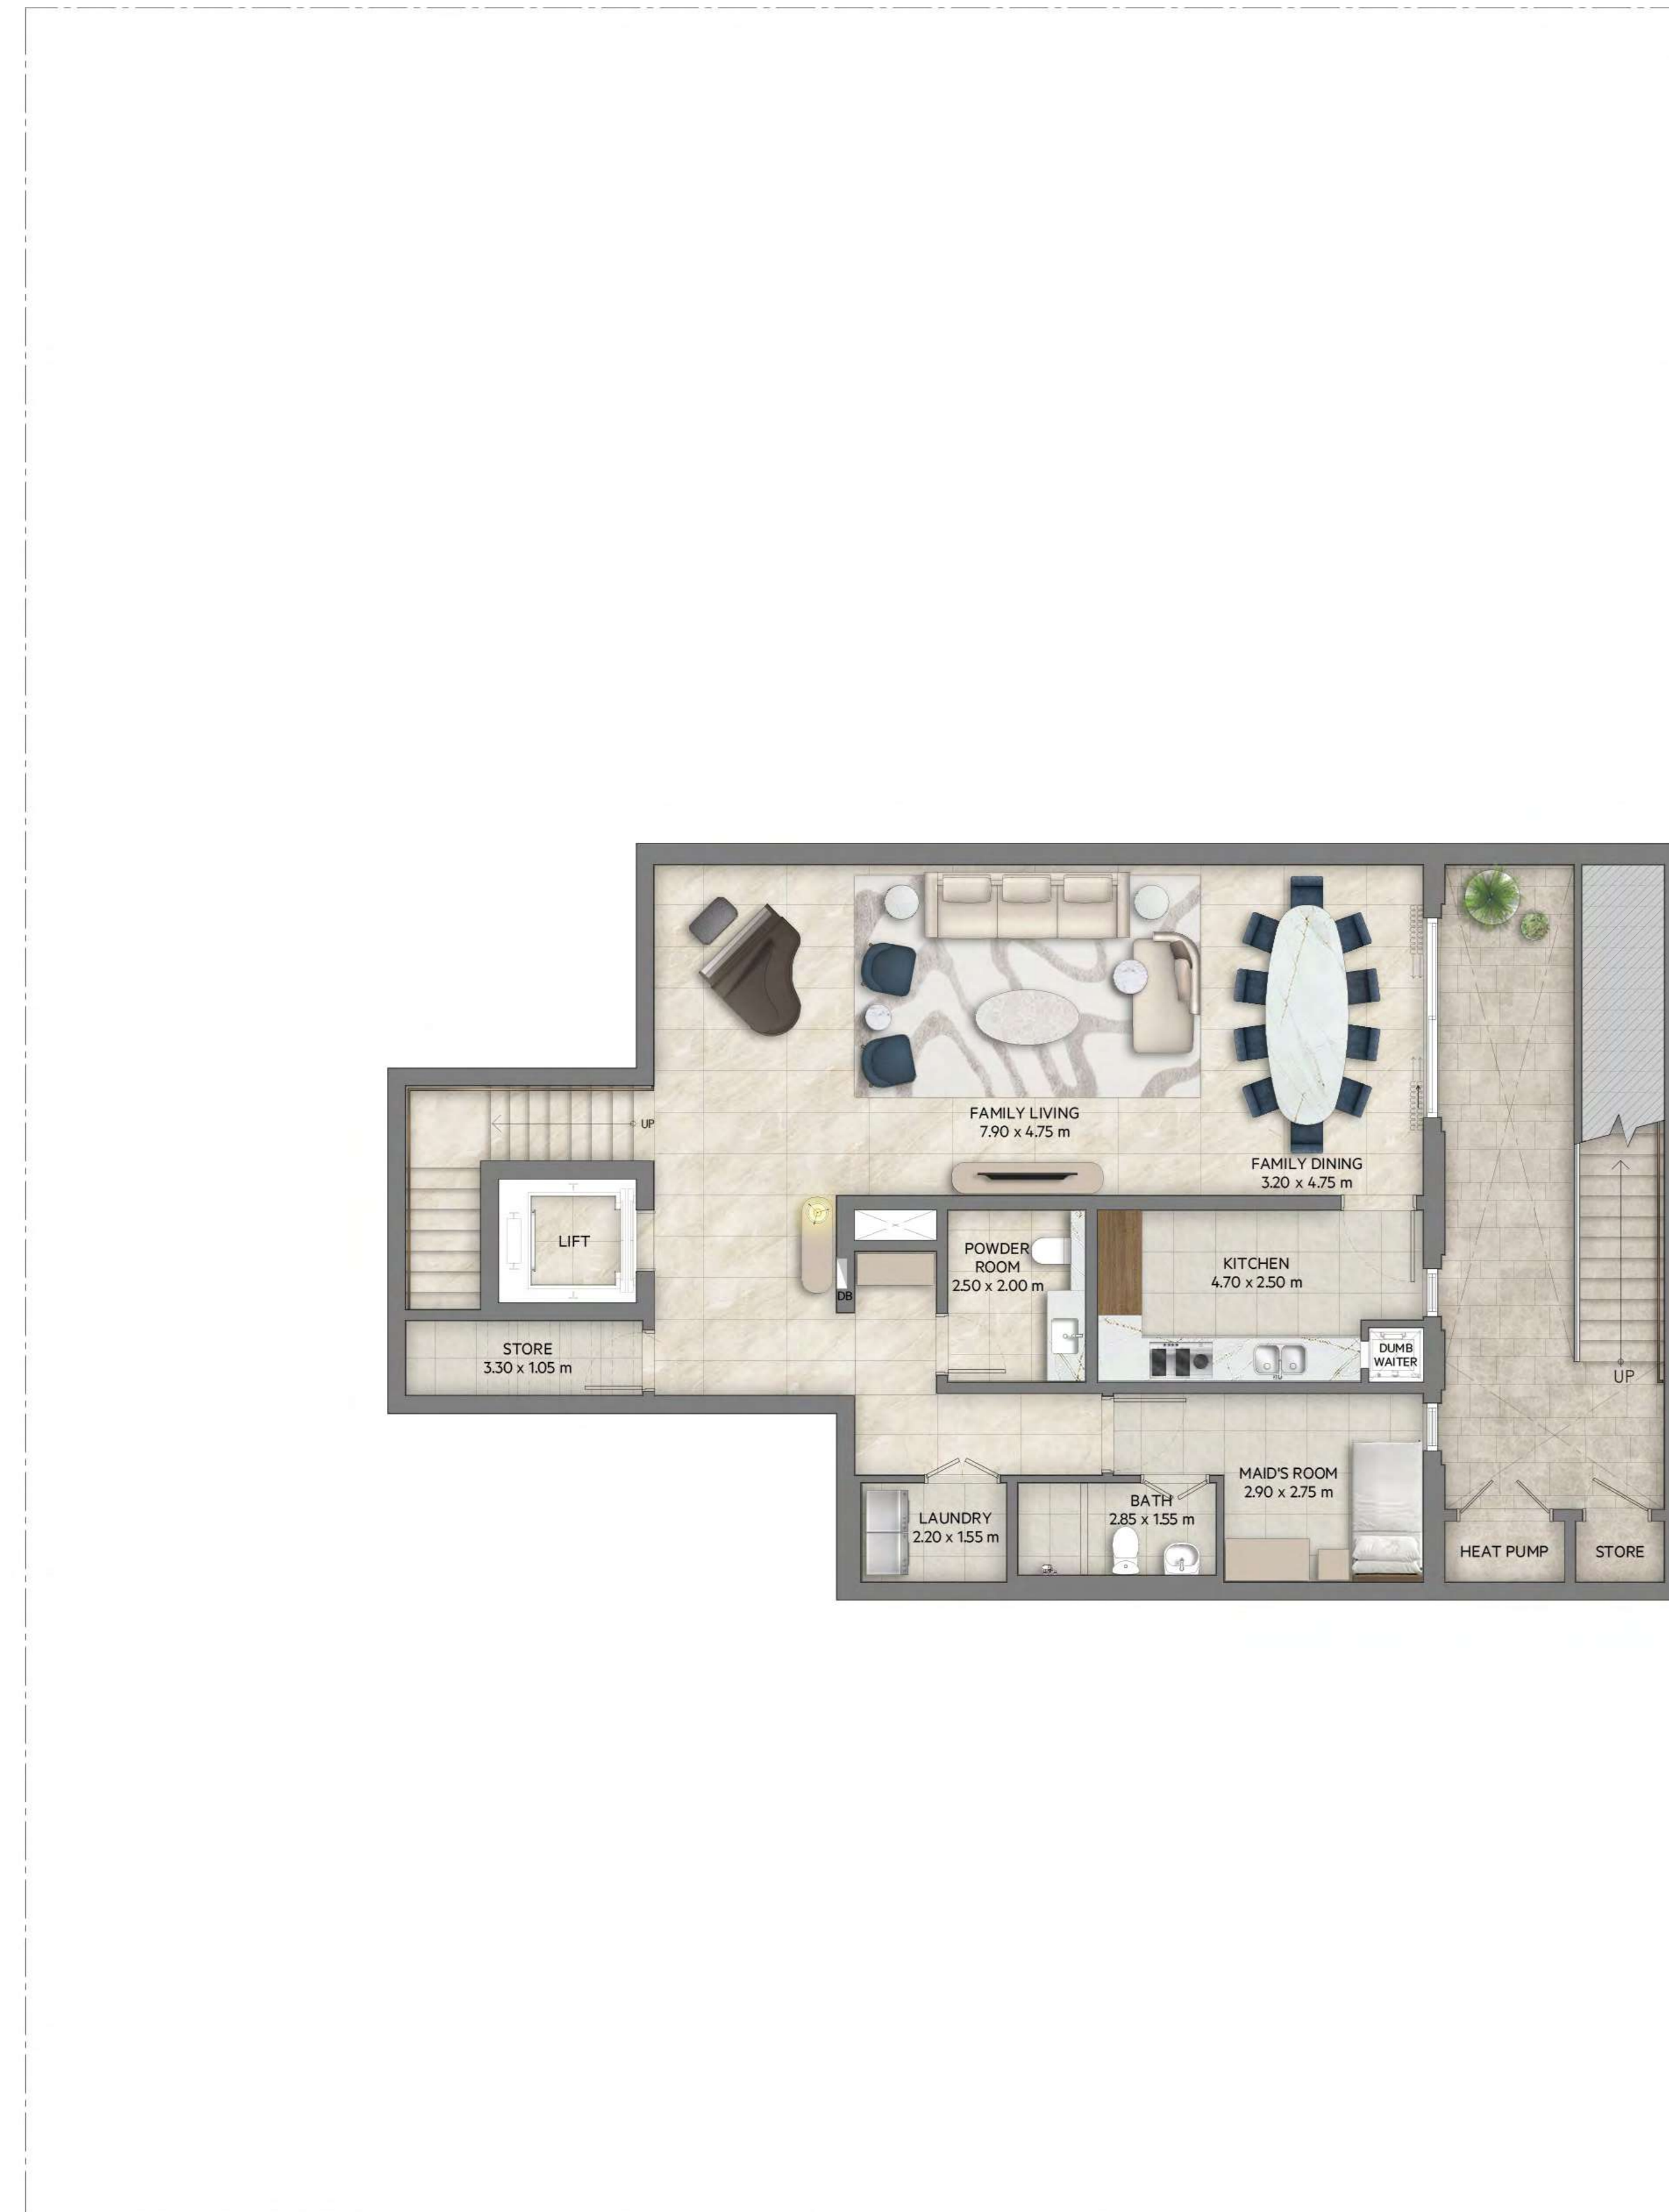 FAMILY LIVING
7.90 x 4.75 m
UP
FAMILY DINING
3.20 x 4.75 m
LIFT
POWDER
ROOM
2.50 x 2.00 m
KITCHEN
4.70 x 2.50 m
DB
STORE
3.30 x 1.05 m
DUMB
WAITER
UP
MAID'S ROOM
2.90 x 2.75 m
BATH
2.85 x 1.55 m
LAUNDRY
2.20 x 1.55 m
HEAT PUMP
STORE